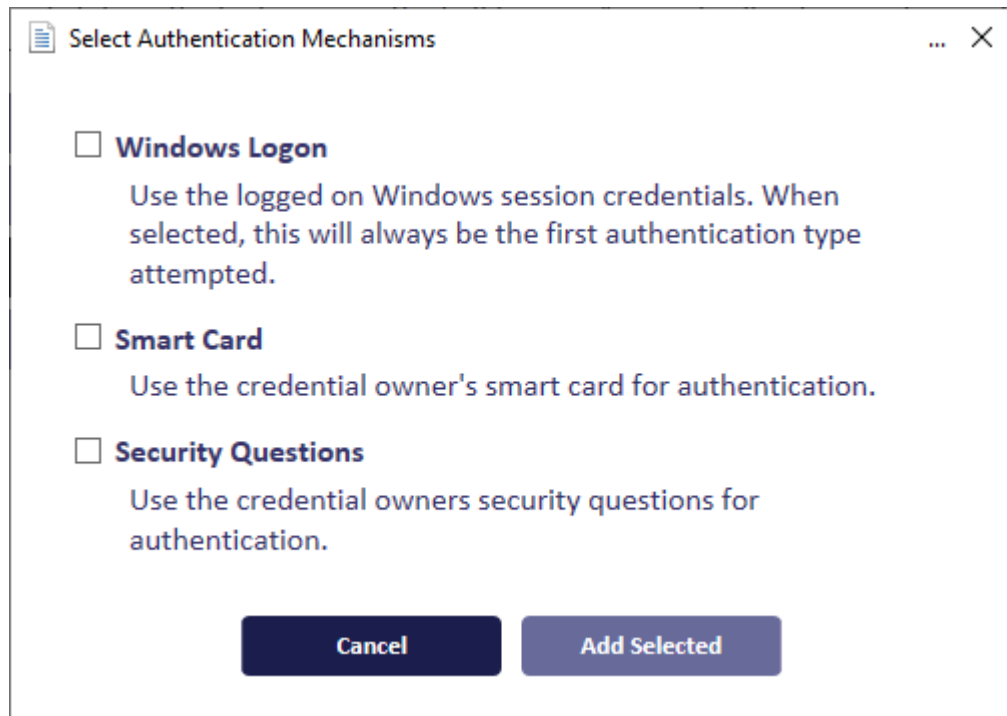 Select Authentication Mechanisms
...
Windows Logon
Use the logged on Windows session credentials. When
selected, this will always be the first authentication type
attempted.
Smart Card
Use the credential owner's smart card for authentication.
Security Questions
Use the credential owners security questions for
authentication.
Cancel
Add Selected